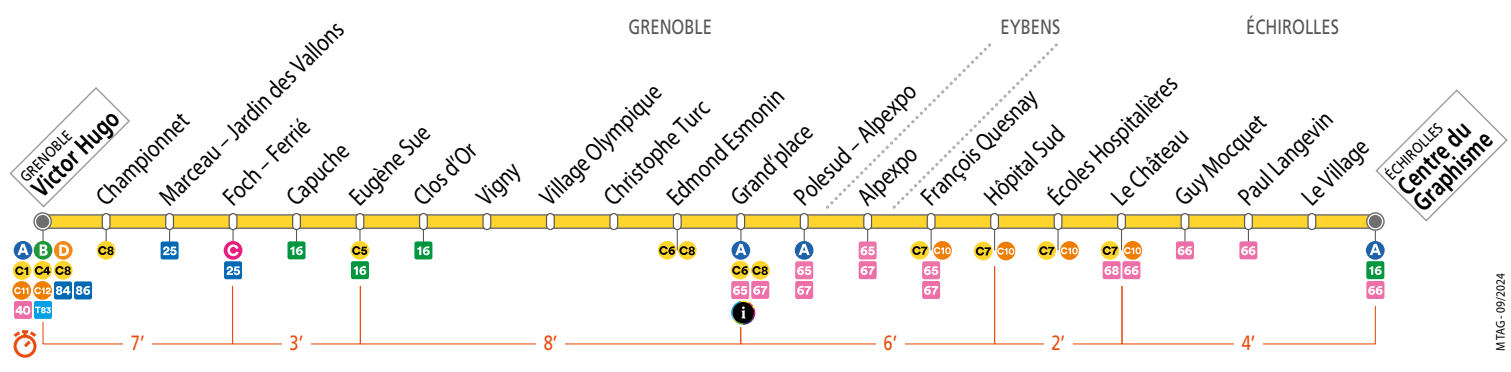 GRENOBLE
EYBENS
ÉCHIROLLES
GRENOBLE
Victor Hugo
Championnet
Marceau – Jardin des Vallons
Foch – Ferrié
Capuche
Eugène Sue
Clos d'Or
Vigny
Village Olympique
Christophe Turc
Edmond Esmonin
Grand'place
Polesud – Alpexpo
Alpexpo
François Quesnay
Hôpital Sud
Écoles Hospitalières
Le Château
Guy Mocquet
Paul Langevin
Le Village
ÉCHIROLLES
Centre du
Graphisme
A B D
C1 C4 C8
C11 C12 84 86
40 T83
C8
25
C
25
16
C5
16
16
C6 C8
A
C6 C8
65 67
i
A
65
67
65
67
C7 C10
65
67
C7 C10
C7 C10
C7 C10
68 66
66
66
A
16
66
7'
3'
8'
6'
2'
4'
M TAG - 09/2024